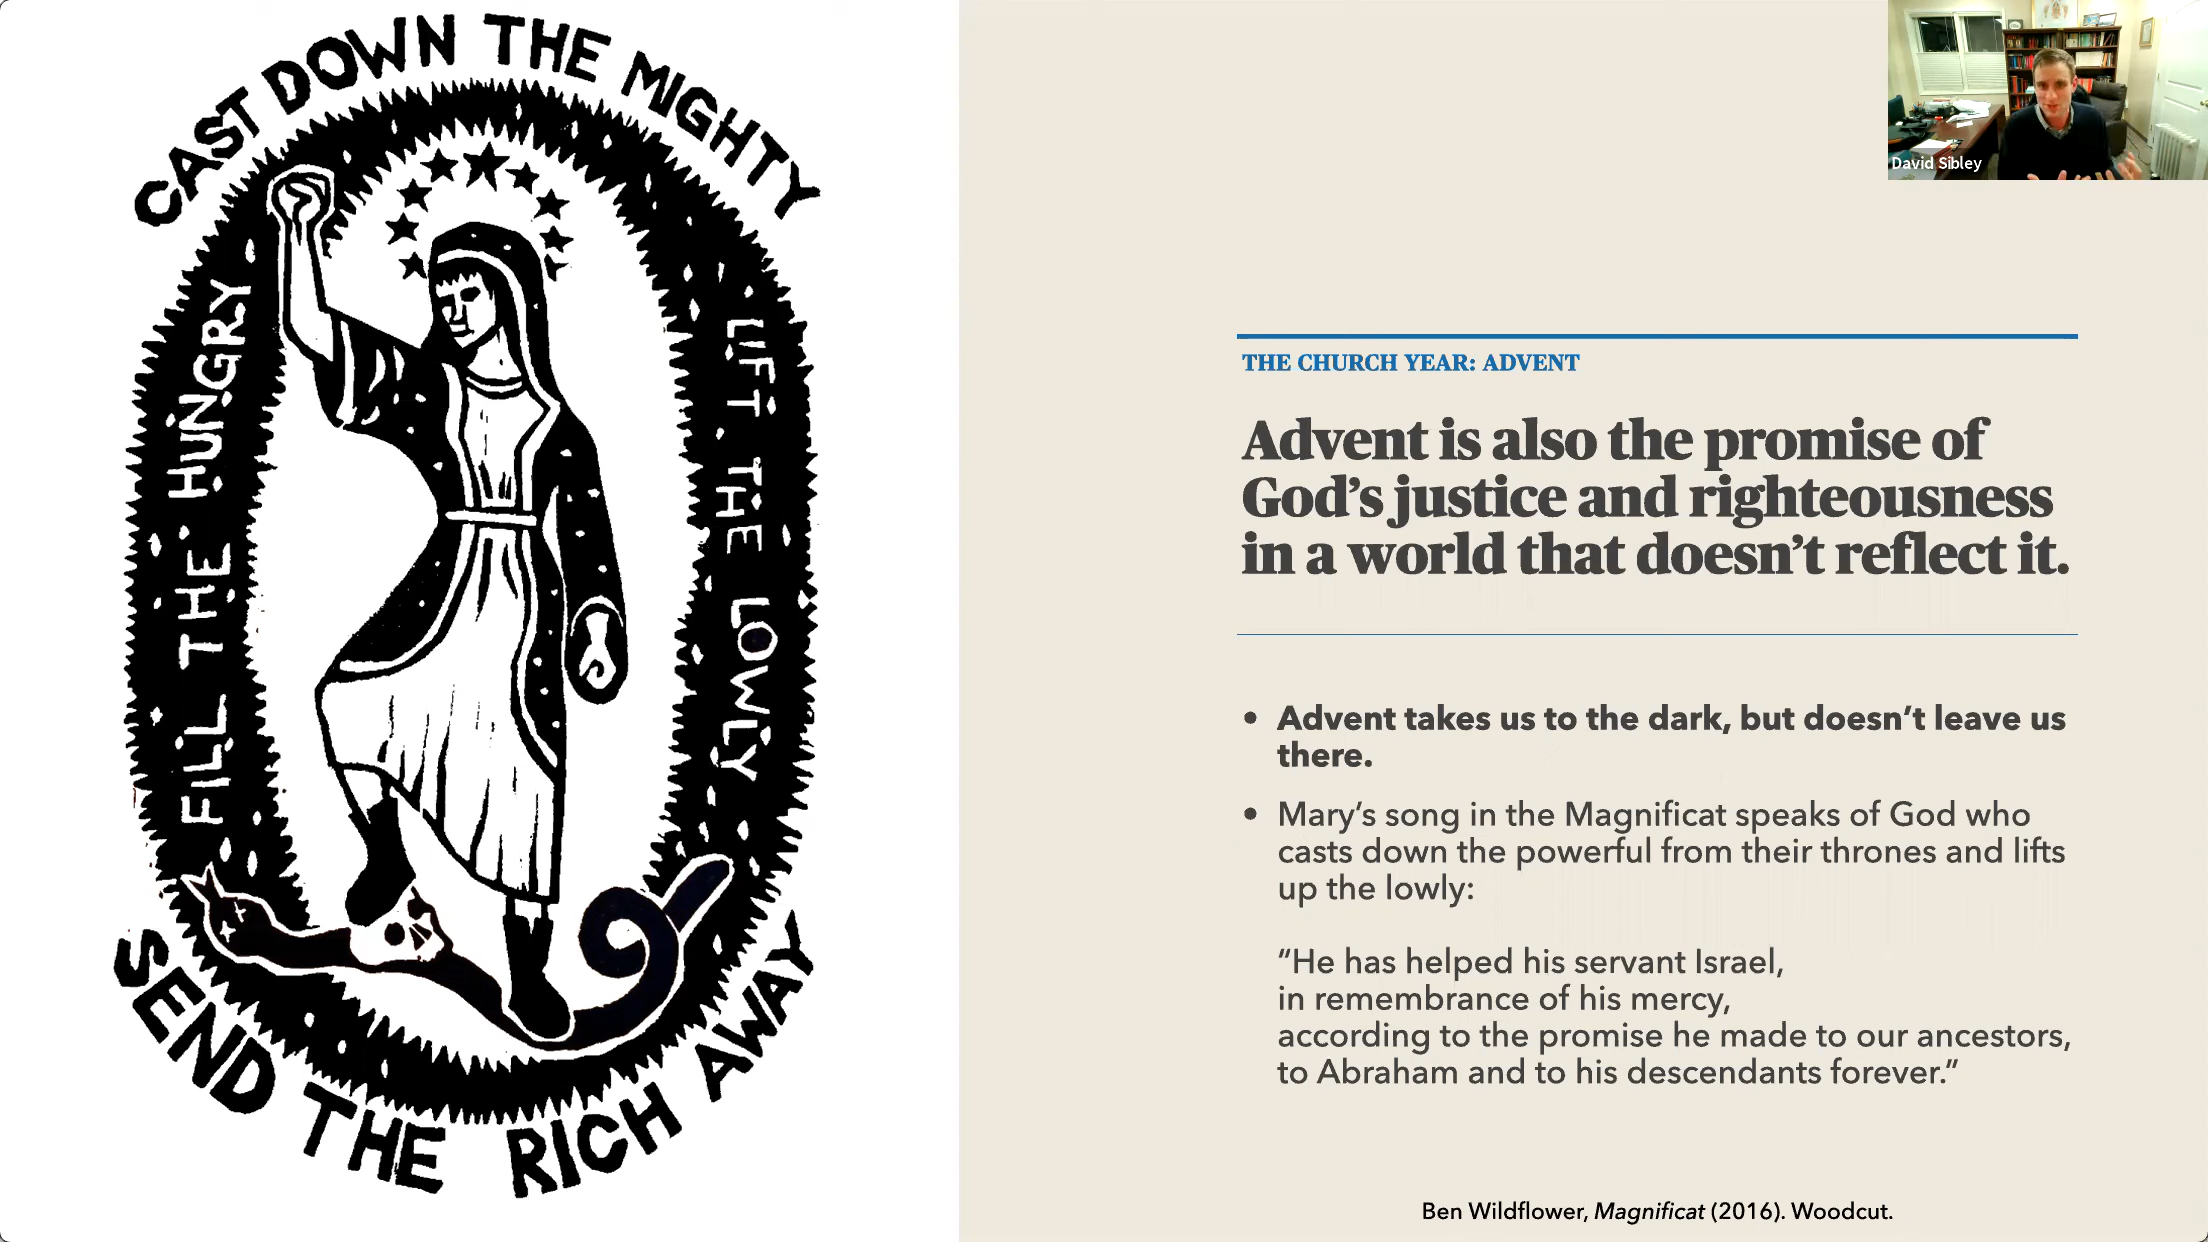 CAST DOWN THE MIGHTY
FILL THE HUNGRY
LIFT THE LOWLY
SEND THE RICH AWAY
David Sibley
THE CHURCH YEAR: ADVENT
Advent is also the promise of
God’s justice and righteousness
in a world that doesn’t reflect it.
• Advent takes us to the dark, but doesn’t leave us
there.
• Mary’s song in the Magnificat speaks of God who
casts down the powerful from their thrones and lifts
up the lowly:
“He has helped his servant Israel,
in remembrance of his mercy,
according to the promise he made to our ancestors,
to Abraham and to his descendants forever.”
Ben Wildflower, Magnificat (2016). Woodcut.